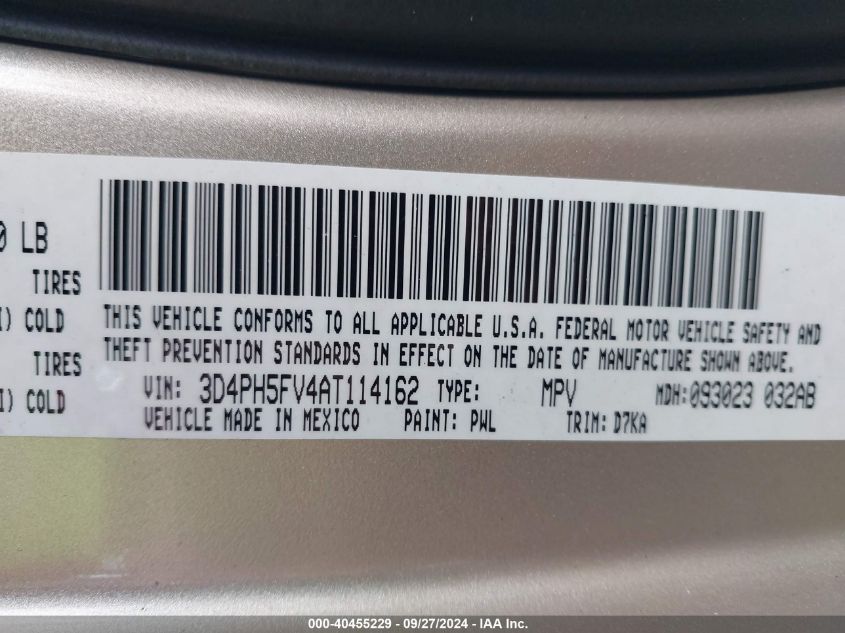 0 LB
TIRES
I) COLD
TIRES
I) COLD
THIS VEHICLE CONFORMS TO ALL APPLICABLE U.S.A. FEDERAL MOTOR VEHICLE SAFETY AND
THEFT PREVENTION STANDARDS IN EFFECT ON THE DATE OF MANUFACTURE SHOWN ABOVE.
VIN: 3D4PH5FV4AT114162 TYPE: MPV MDH:093023 032AB
VEHICLE MADE IN MEXICO PAINT: PWL TRIM: D7KA
000-40455229 - 09/27/2024 - IAA Inc.